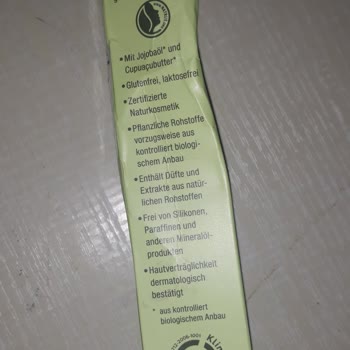 • Mit Jojobaöl* und
Cupuaçubutter*
• Glutenfrei, laktosefrei
• Zertifizierte
Naturkosmetik
• Pflanzliche Rohstoffe
vorzugsweise aus
kontrolliert biologi-
schem Anbau
• Enthält Düfte und
Extrakte aus natür-
lichen Rohstoffen
• Frei von Silikonen,
Paraffinen und
anderen Mineralöl-
produkten
• Hautverträglichkeit
dermatologisch
bestätigt
* aus kontrolliert
biologischem Anbau